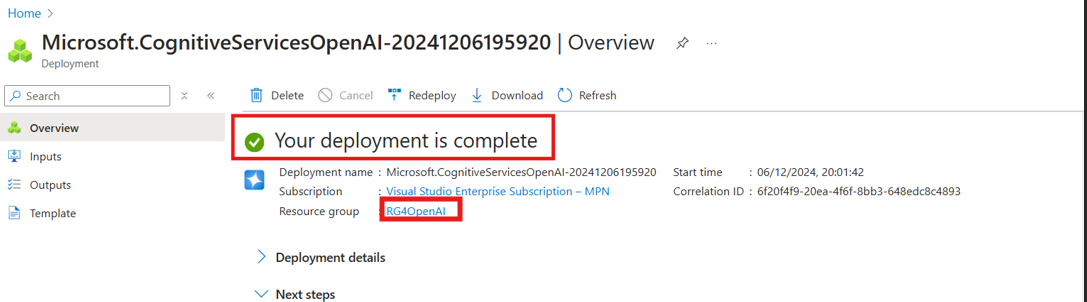 Home >
Microsoft.CognitiveServicesOpenAI-20241206195920 | Overview
Deployment
Search
Overview
Inputs
Outputs
Template
Delete Cancel Redeploy Download Refresh
Your deployment is complete
Deployment name : Microsoft.CognitiveServicesOpenAI-20241206195920 Start time : 06/12/2024, 20:01:42
Subscription : Visual Studio Enterprise Subscription – MPN Correlation ID : 6f20f4f9-20ea-4f6f-8bb3-648edc8c4893
Resource group : RG4OpenAI
Deployment details
Next steps